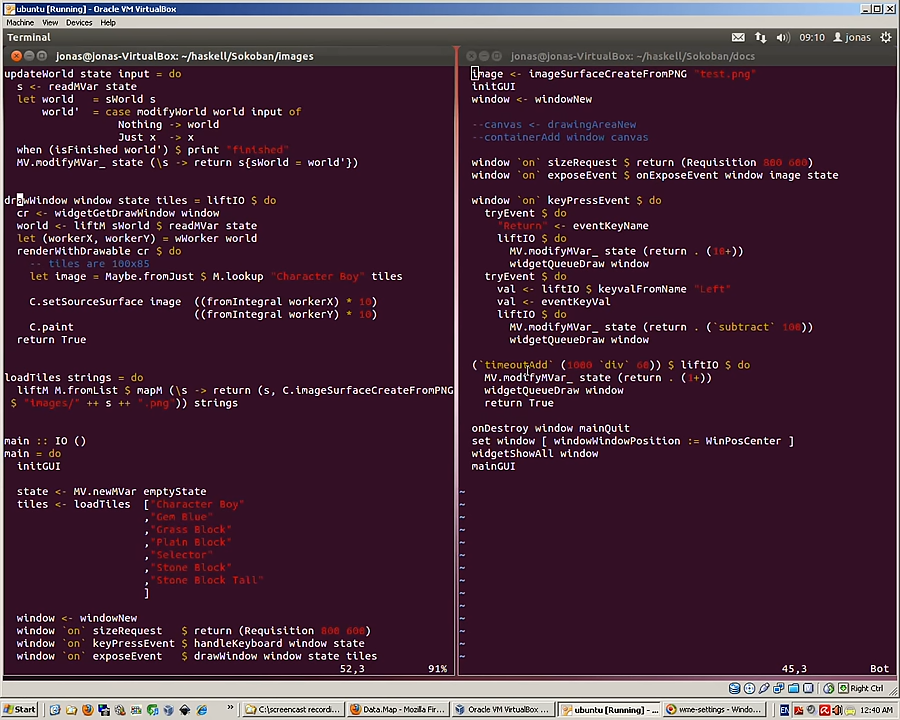 ubuntu [Running] - Oracle VM VirtualBox
Machine View Devices Help
Terminal
09:10
jonas
jonas@jonas-VirtualBox: ~/haskell/Sokoban/images
updateWorld state input = do
  s <- readMVar state
  let world   = sWorld s
      world'  = case modifyWorld world input of
                  Nothing -> world
                  Just x  -> x
  when (isFinished world') $ print "finished"
  MV.modifyMVar_ state (\s -> return s{sWorld = world'})
drawWindow window state tiles = liftIO $ do
  cr <- widgetGetDrawWindow window
  world <- liftM sWorld $ readMVar state
  let (workerX, workerY) = wWorker world
  renderWithDrawable cr $ do
    -- tiles are 100x85
    let image = Maybe.fromJust $ M.lookup "Character Boy" tiles
    C.setSourceSurface image  ((fromIntegral workerX) * 10)
                              ((fromIntegral workerY) * 10)
    C.paint
  return True
loadTiles strings = do
  liftM M.fromList $ mapM (\s -> return (s, C.imageSurfaceCreateFromPNG
 $ "images/" ++ s ++ ".png")) strings
main :: IO ()
main = do
  initGUI
  state <- MV.newMVar emptyState
  tiles <- loadTiles  ["Character Boy"
                      ,"Gem Blue"
                      ,"Grass Block"
                      ,"Plain Block"
                      ,"Selector"
                      ,"Stone Block"
                      ,"Stone Block Tall"
                      ]
  window <- windowNew
  window `on` sizeRequest   $ return (Requisition 800 600)
  window `on` keyPressEvent $ handleKeyboard window state
  window `on` exposeEvent   $ drawWindow window state tiles
52,3 91%
jonas@jonas-VirtualBox: ~/haskell/Sokoban/docs
image <- imageSurfaceCreateFromPNG "test.png"
initGUI
window <- windowNew
--canvas <- drawingAreaNew
--containerAdd window canvas
window `on` sizeRequest $ return (Requisition 800 600)
window `on` exposeEvent $ onExposeEvent window image state
window `on` keyPressEvent $ do
  tryEvent $ do
    "Return" <- eventKeyName
    liftIO $ do
      MV.modifyMVar_ state (return . (10+))
      widgetQueueDraw window
  tryEvent $ do
    val <- liftIO $ keyvalFromName "Left"
    val <- eventKeyVal
    liftIO $ do
      MV.modifyMVar_ state (return . (`subtract` 100))
      widgetQueueDraw window
(`timeoutAdd` (1000 `div` 60)) $ liftIO $ do
  MV.modifyMVar_ state (return . (1+))
  widgetQueueDraw window
  return True
onDestroy window mainQuit
set window [ windowWindowPosition := WinPosCenter ]
widgetShowAll window
mainGUI
~
~
~
~
~
~
~
~
~
~
~
~
~
~
45,3 Bot
Right Ctrl
Start
C:\screencast recordi...
Data.Map - Mozilla Firef...
Oracle VM VirtualBox ...
ubuntu [Running] - ...
wme-settings - Windo...
EN
12:40 AM